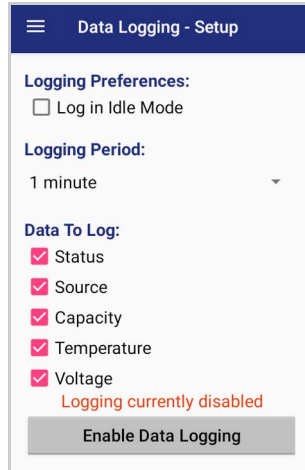 Data Logging - Setup
Logging Preferences:
Log in Idle Mode
Logging Period:
1 minute
Data To Log:
Status
Source
Capacity
Temperature
Voltage
Logging currently disabled
Enable Data Logging